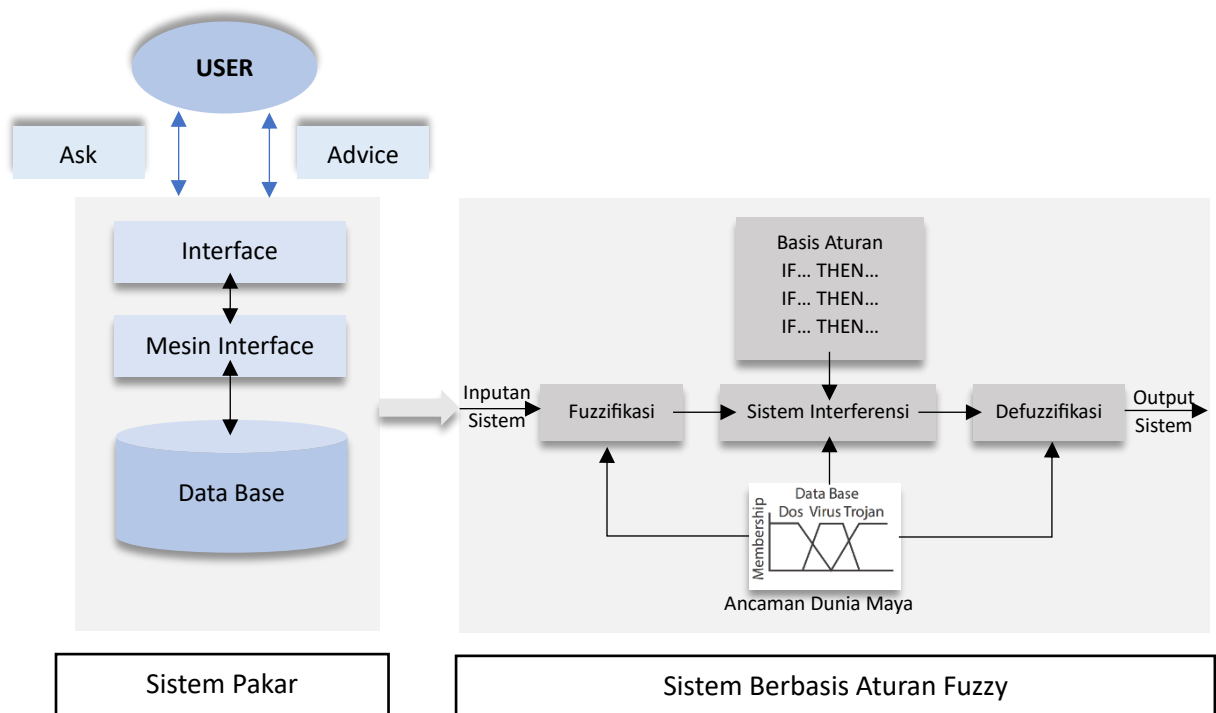 USER
Ask
Advice
Interface
Mesin Interface
Data Base
Sistem Pakar
Basis Aturan
IF... THEN...
IF... THEN...
IF... THEN...
Inputan
Sistem
Fuzzifikasi
Sistem Interferensi
Defuzzifikasi
Output
Sistem
Data Base
Dos Virus Trojan
Membership
Ancaman Dunia Maya
Sistem Berbasis Aturan Fuzzy